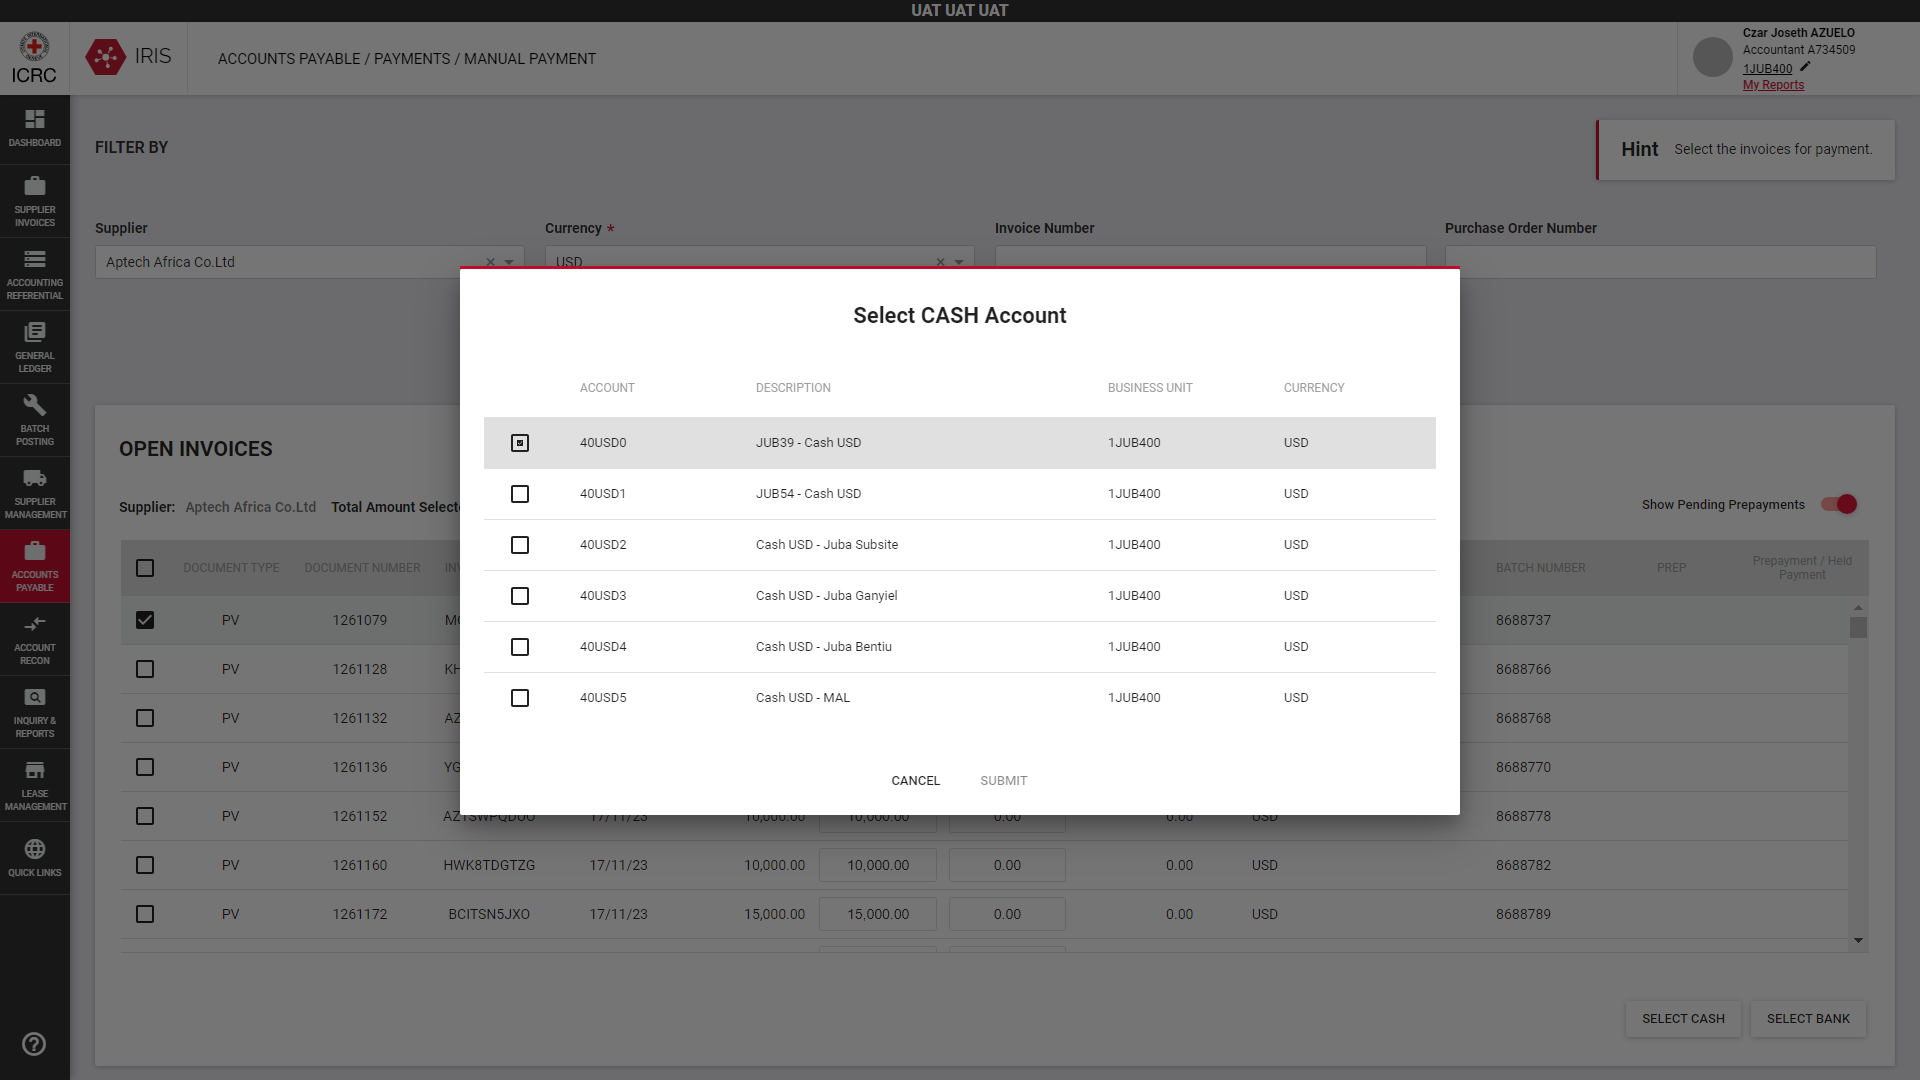 UAT UAT UAT
ICRC
IRIS
ACCOUNTS PAYABLE / PAYMENTS / MANUAL PAYMENT
Czar Joseth AZUELO
Accountant A734509
1JUB400
My Reports
DASHBOARD
SUPPLIER
INVOICES
ACCOUNTING
REFERENTIAL
GENERAL
LEDGER
BATCH
POSTING
SUPPLIER
MANAGEMENT
ACCOUNTS
PAYABLE
ACCOUNT
RECON
INQUIRY &
REPORTS
LEASE
MANAGEMENT
QUICK LINKS
FILTER BY
Hint Select the invoices for payment.
Supplier Currency * Invoice Number Purchase Order Number
Aptech Africa Co.Ltd USD
Select CASH Account
ACCOUNT DESCRIPTION BUSINESS UNIT CURRENCY
40USD0 JUB39 - Cash USD 1JUB400 USD
40USD1 JUB54 - Cash USD 1JUB400 USD
40USD2 Cash USD - Juba Subsite 1JUB400 USD
40USD3 Cash USD - Juba Ganyiel 1JUB400 USD
40USD4 Cash USD - Juba Bentiu 1JUB400 USD
40USD5 Cash USD - MAL 1JUB400 USD
CANCEL SUBMIT
OPEN INVOICES
Supplier: Aptech Africa Co.Ltd Total Amount Selecte
Show Pending Prepayments
DOCUMENT TYPE DOCUMENT NUMBER INV BATCH NUMBER PREP Prepayment / Held
Payment
PV 1261079 8688737
PV 1261128 KH 8688766
PV 1261132 AZ 8688768
PV 1261136 YG 8688770
PV 1261152 AZTSWPQDUO 17/11/23 10,000.00 10,000.00 0.00 0.00 USD 8688778
PV 1261160 HWK8TDGTZG 17/11/23 10,000.00 10,000.00 0.00 0.00 USD 8688782
PV 1261172 BCITSN5JXO 17/11/23 15,000.00 15,000.00 0.00 0.00 USD 8688789
SELECT CASH SELECT BANK